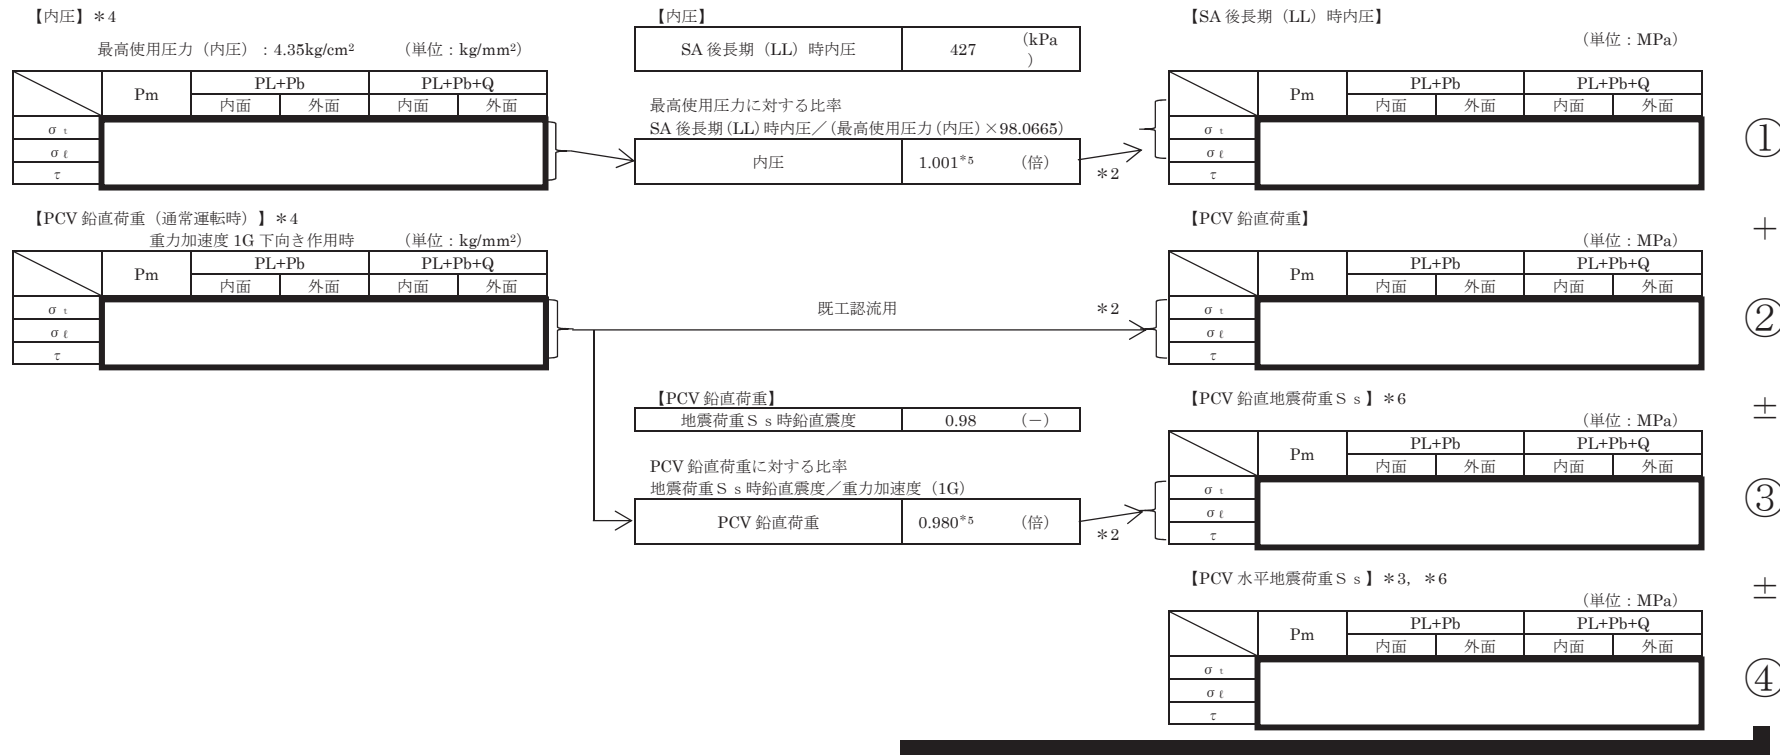 【内圧】＊4
最高使用圧力（内圧）：4.35kg/cm² （単位：kg/mm²）
Pm PL+Pb PL+Pb+Q
内面 外面 内面 外面
σt
σℓ
τ
【内圧】
SA 後長期（LL）時内圧 427 (kPa
)
最高使用圧力に対する比率
SA 後長期(LL)時内圧／(最高使用圧力(内圧)×98.0665)
内圧 1.001*5 （倍）
＊2
【SA 後長期（LL）時内圧】
（単位：MPa）
Pm PL+Pb PL+Pb+Q
内面 外面 内面 外面
σt
σℓ
τ
①
＋
【PCV 鉛直荷重（通常運転時）】＊4
重力加速度 1G 下向き作用時 （単位：kg/mm²）
Pm PL+Pb PL+Pb+Q
内面 外面 内面 外面
σt
σℓ
τ
既工認流用 ＊2
【PCV 鉛直荷重】
（単位：MPa）
Pm PL+Pb PL+Pb+Q
内面 外面 内面 外面
σt
σℓ
τ
②
±
【PCV 鉛直荷重】
地震荷重Ｓｓ時鉛直震度 0.98 （－）
PCV 鉛直荷重に対する比率
地震荷重Ｓｓ時鉛直震度／重力加速度（1G）
PCV 鉛直荷重 0.980*5 （倍）
＊2
【PCV 鉛直地震荷重Ｓｓ】＊6
（単位：MPa）
Pm PL+Pb PL+Pb+Q
内面 外面 内面 外面
σt
σℓ
τ
③
±
【PCV 水平地震荷重Ｓｓ】＊3，＊6
（単位：MPa）
Pm PL+Pb PL+Pb+Q
内面 外面 内面 外面
σt
σℓ
τ
④